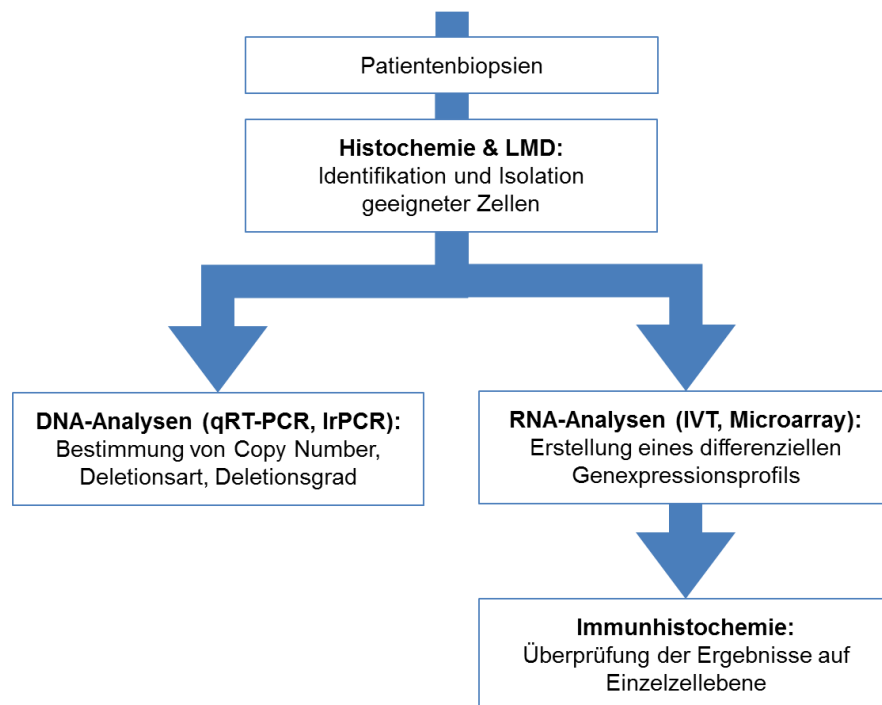 Patientenbiopsien
Histochemie & LMD:
Identifikation und Isolation
geeigneter Zellen
DNA-Analysen (qRT-PCR, lrPCR):
Bestimmung von Copy Number,
Deletionsart, Deletionsgrad
RNA-Analysen (IVT, Microarray):
Erstellung eines differenziellen
Genexpressionsprofils
Immunhistochemie:
Überprüfung der Ergebnisse auf
Einzelzellebene